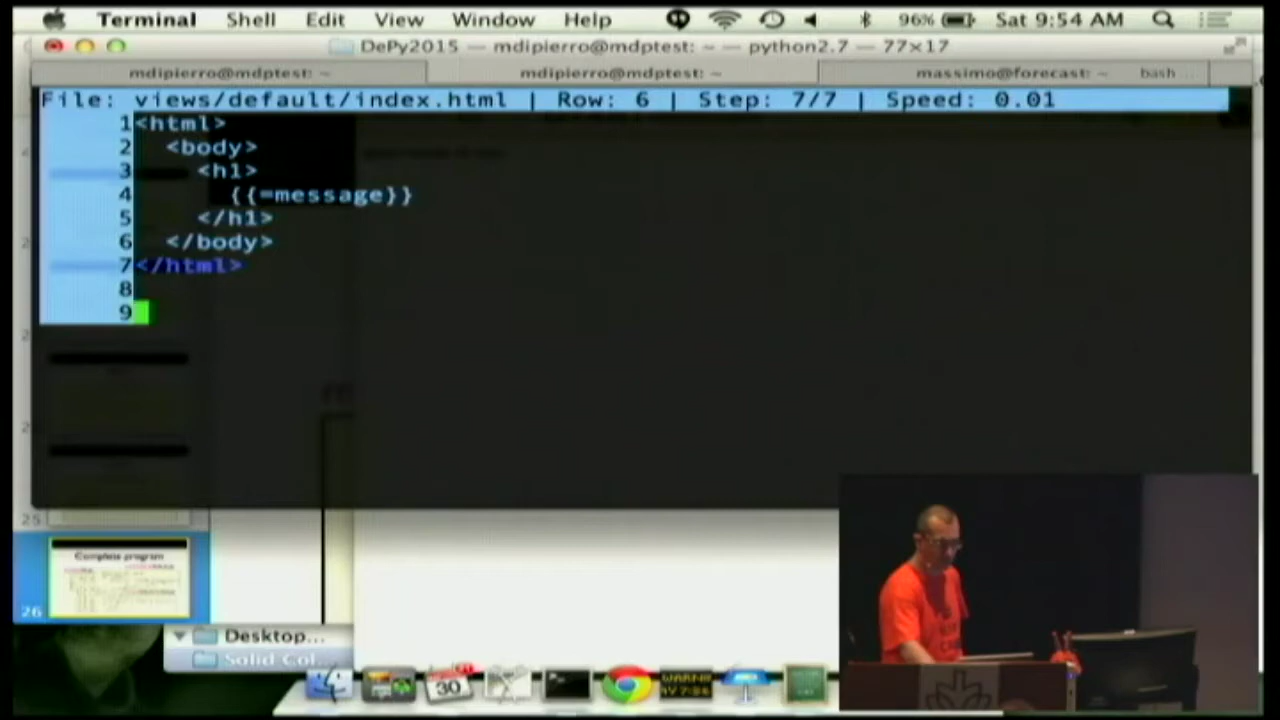 Terminal Shell Edit View Window Help 96% Sat 9:54 AM
DePy2015 — mdipierro@mdptest: ~ — python2.7 — 77×17
mdipierro@mdptest: ~ mdipierro@mdptest: ~ massimo@forecast: ~ bash ...
File: views/default/index.html | Row: 6 | Step: 7/7 | Speed: 0.01
1<html>
2 <body>
3 <h1>
4 {{=message}}
5 </h1>
6 </body>
7</html>
8
9
25
Complete program
26
Desktop...
Solid Col...
30